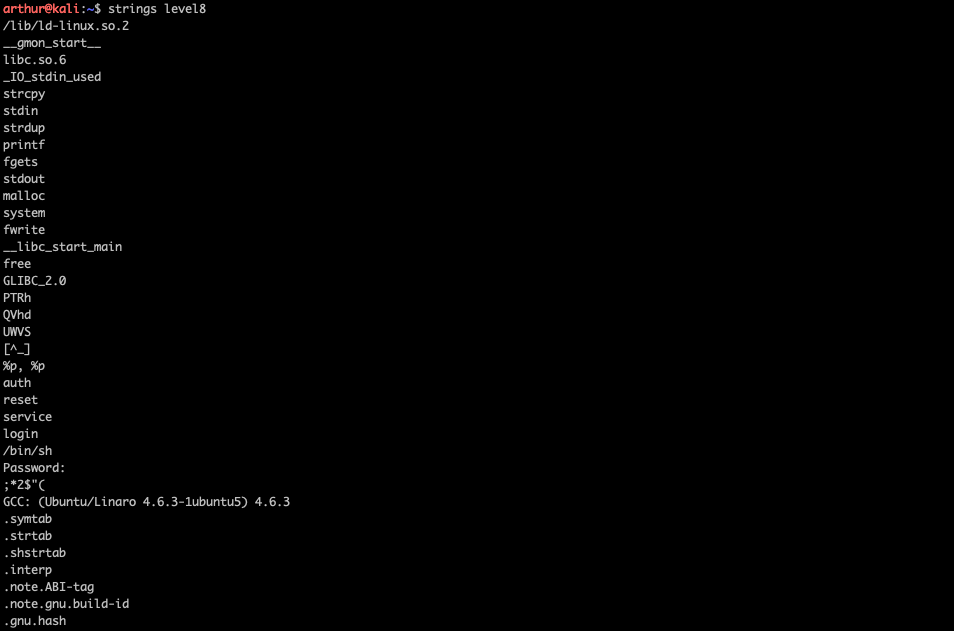 arthur@kali:~$ strings level8
/lib/ld-linux.so.2
__gmon_start__
libc.so.6
_IO_stdin_used
strcpy
stdin
strdup
printf
fgets
stdout
malloc
system
fwrite
__libc_start_main
free
GLIBC_2.0
PTRh
QVhd
UWVS
[^_]
%p, %p
auth
reset
service
login
/bin/sh
Password:
;*2$"(
GCC: (Ubuntu/Linaro 4.6.3-1ubuntu5) 4.6.3
.symtab
.strtab
.shstrtab
.interp
.note.ABI-tag
.note.gnu.build-id
.gnu.hash